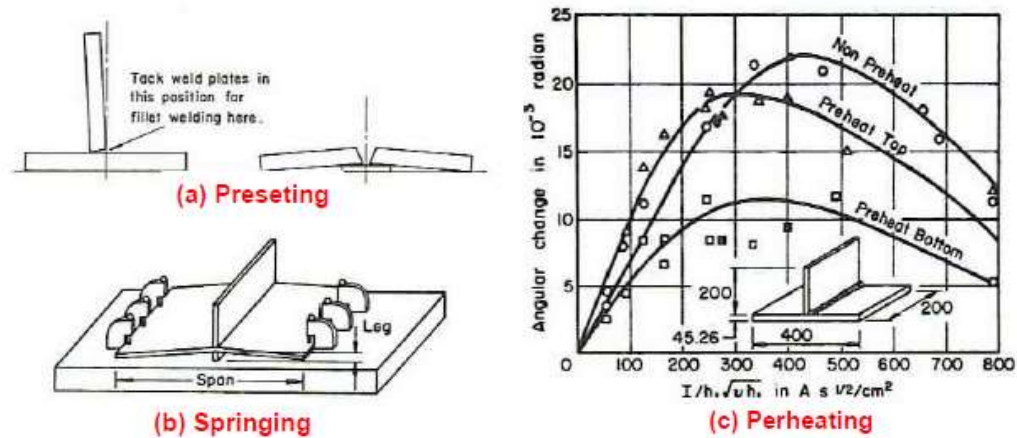 Tack weld plates in
this position for
fillet welding here.
(a) Preseting
Leg
Span
(b) Springing
Angular change in 10⁻³ radian
25
20
15
10
5
0
Non Preheat
Preheat Top
Preheat Bottom
200
45.26
400
200
100 200 300 400 500 600 700 800
I/h.√υh. in A s 1/2/cm²
(c) Perheating